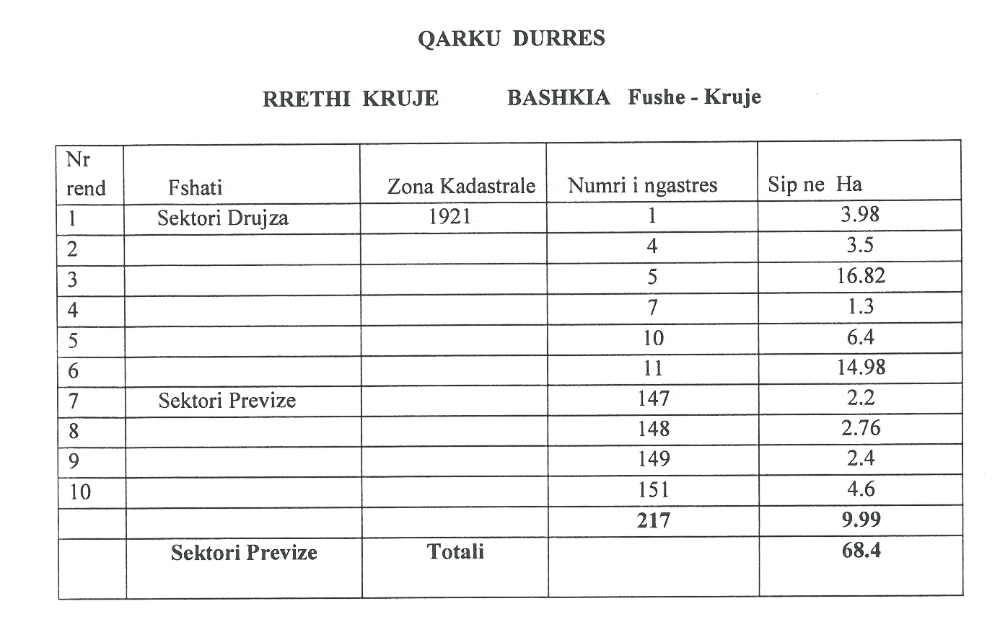 QARKU DURRES
RRETHI KRUJE BASHKIA Fushe - Kruje
Nr rend Fshati Zona Kadastrale Numri i ngastres Sip ne Ha
1 Sektori Drujza 1921 1 3.98
2 4 3.5
3 5 16.82
4 7 1.3
5 10 6.4
6 11 14.98
7 Sektori Previze 147 2.2
8 148 2.76
9 149 2.4
10 151 4.6
217 9.99
Sektori Previze Totali 68.4